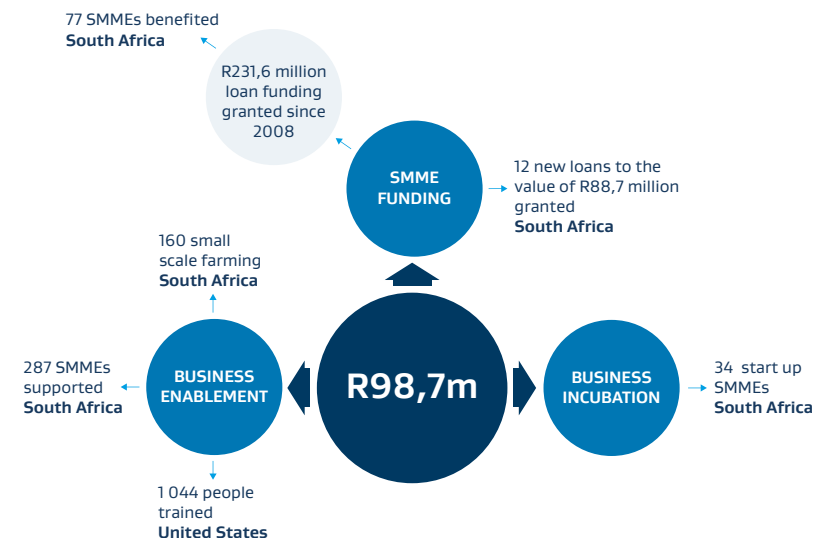 77 SMMEs benefited
South Africa
R231,6 million
loan funding
granted since
2008
SMME
FUNDING
12 new loans to the
value of R88,7 million
granted
South Africa
160 small
scale farming
South Africa
287 SMMEs
supported
South Africa
BUSINESS
ENABLEMENT
R98,7m
BUSINESS
INCUBATION
34 start up
SMMEs
South Africa
1 044 people
trained
United States